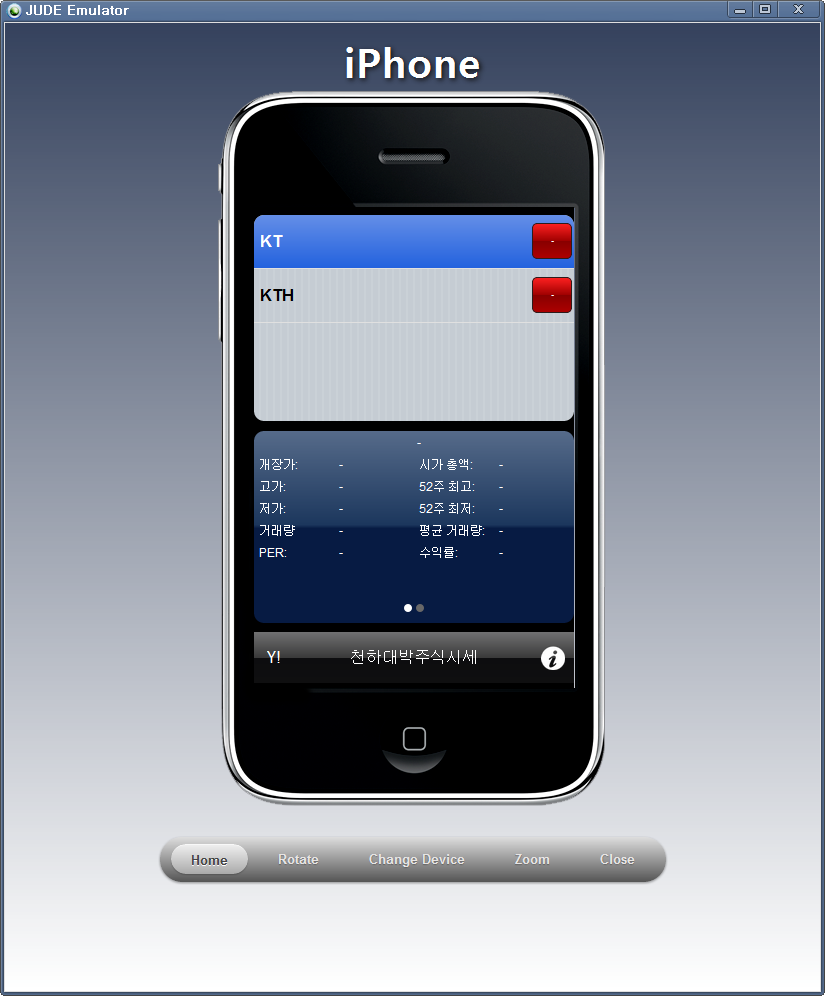 JUDE Emulator
iPhone
KT -
KTH -
-
개장가: - 시가 총액: -
고가: - 52주 최고: -
저가: - 52주 최저: -
거래량 - 평균 거래량: -
PER: - 수익률: -
Y! 천하대박주식시세 i
Home Rotate Change Device Zoom Close